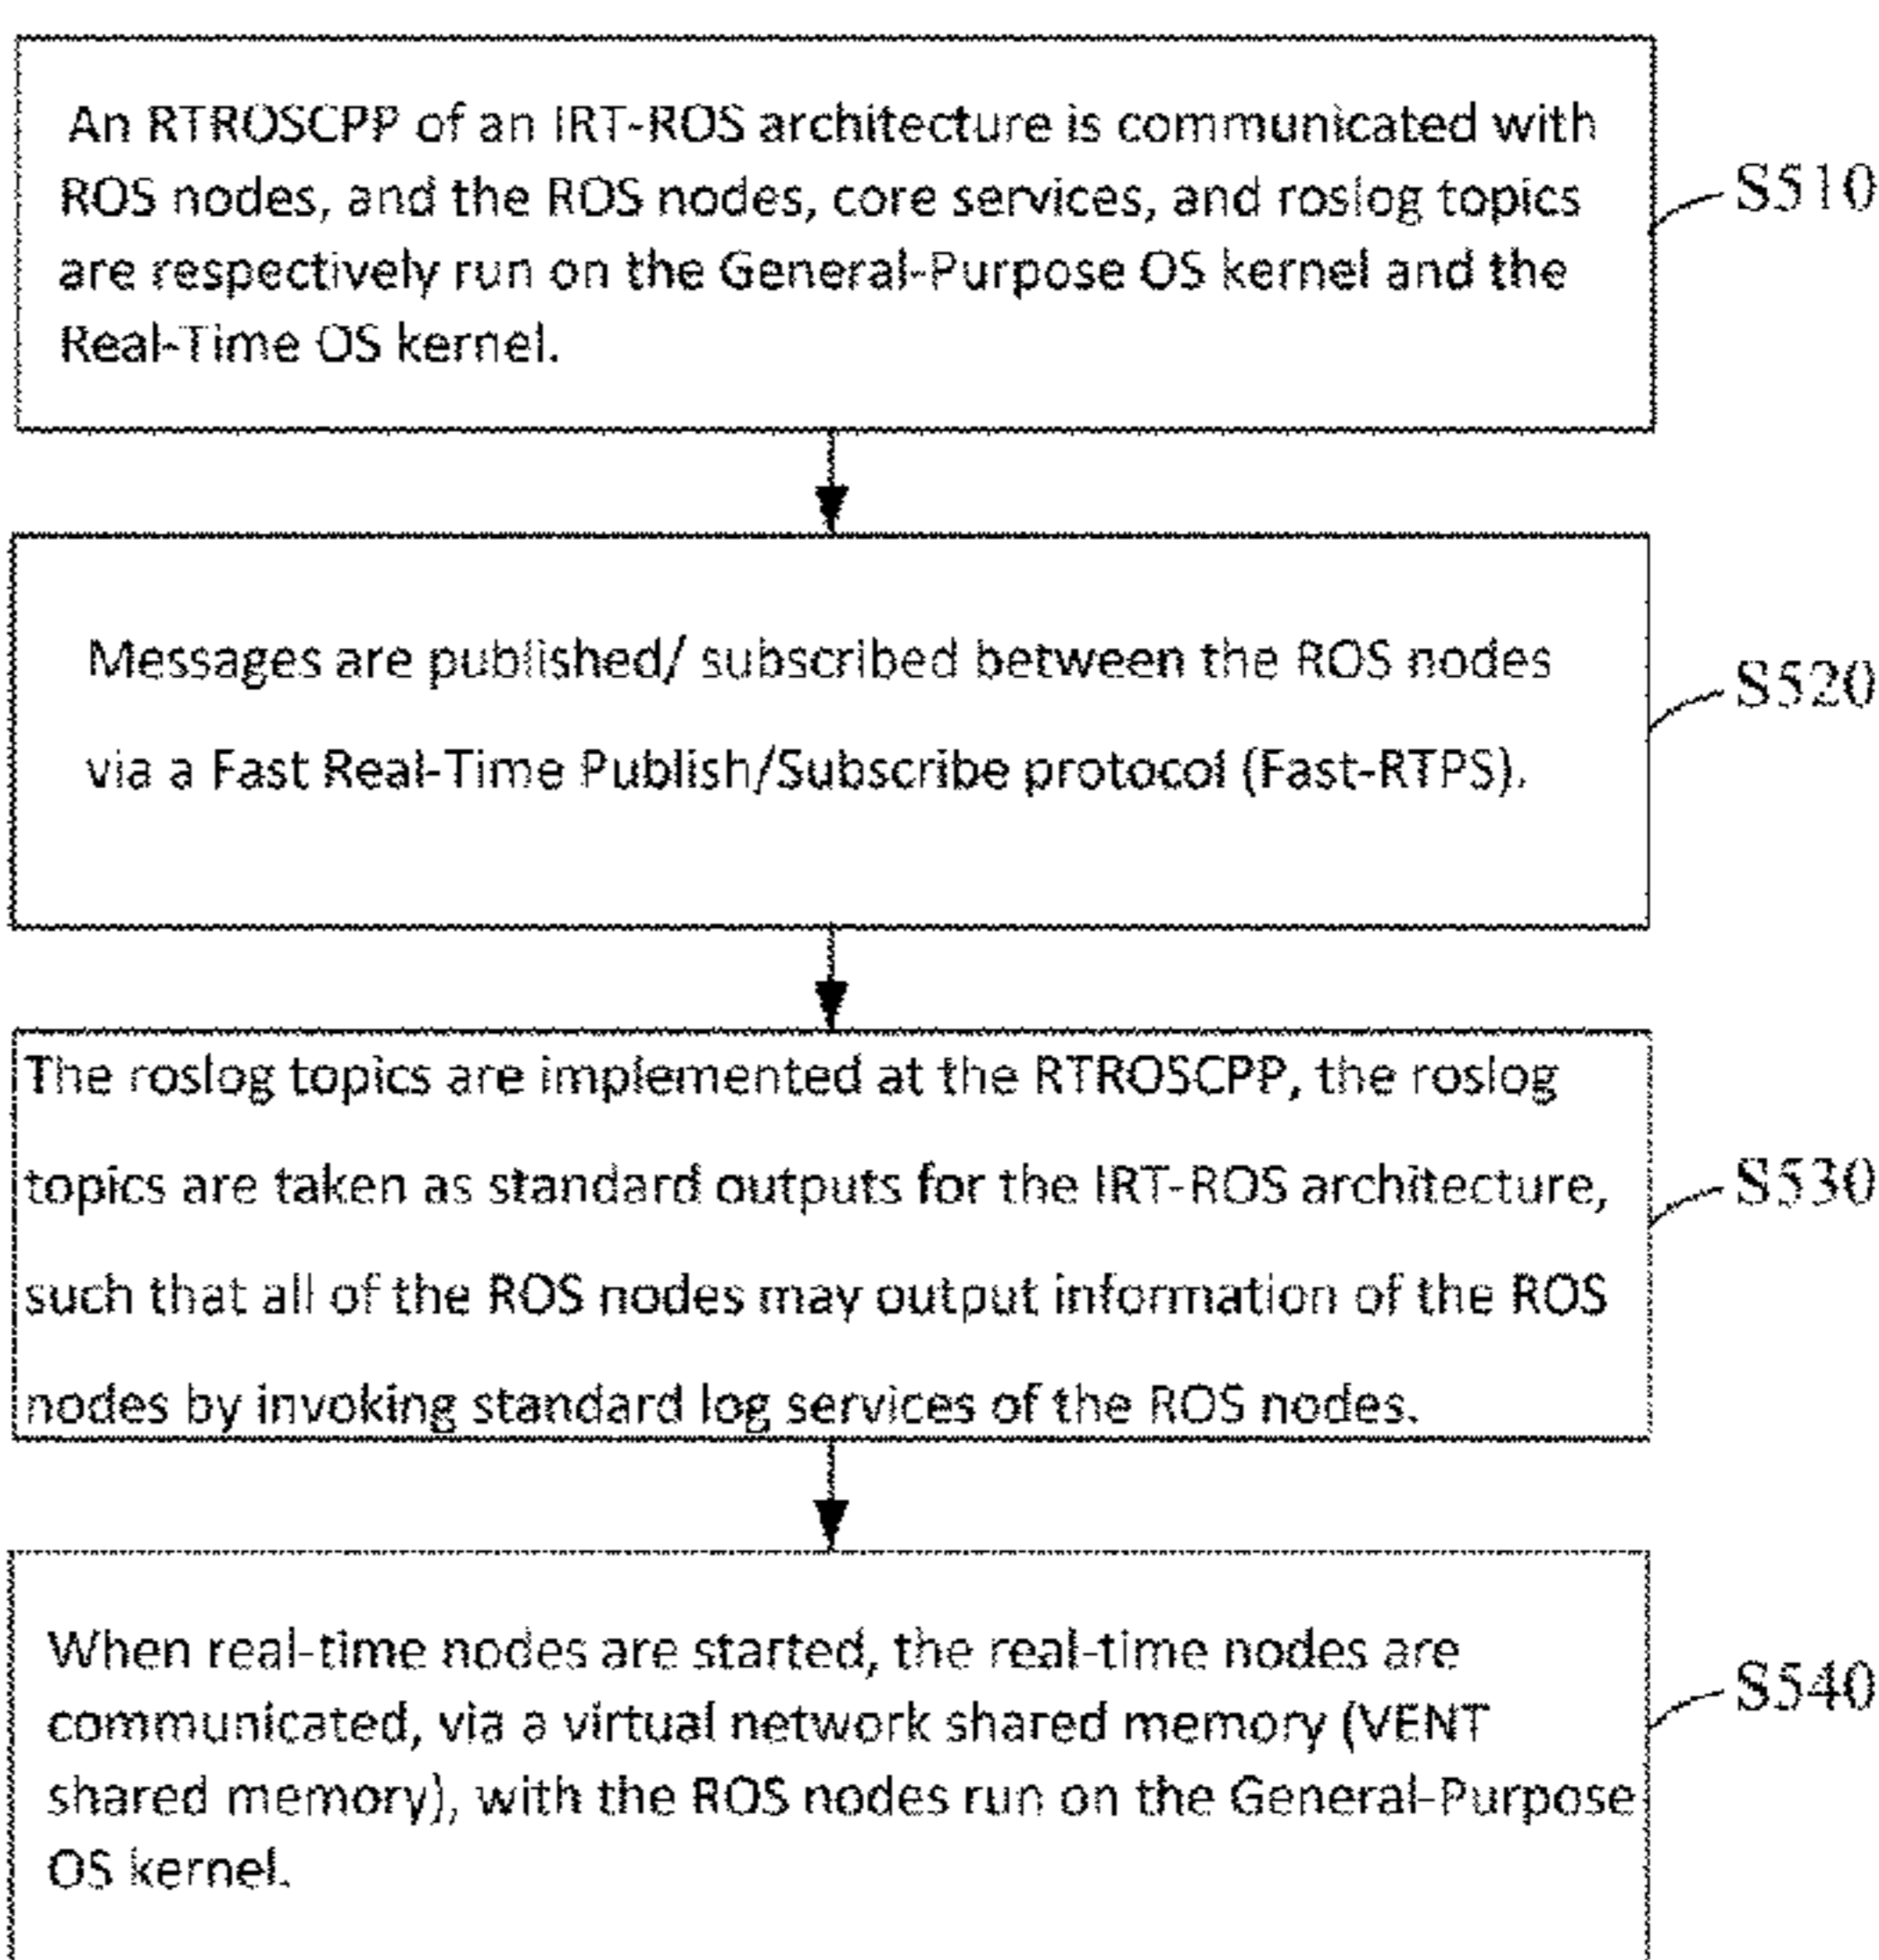 An RTROSCPP of an IRT-ROS architecture is communicated with
ROS nodes, and the ROS nodes, core services, and roslog topics
are respectively run on the General-Purpose OS kernel and the
Real-Time OS kernel.
S510
Messages are published/ subscribed between the ROS nodes
via a Fast Real-Time Publish/Subscribe protocol (Fast-RTPS).
S520
The roslog topics are implemented at the RTROSCPP, the roslog
topics are taken as standard outputs for the IRT-ROS architecture,
such that all of the ROS nodes may output information of the ROS
nodes by invoking standard log services of the ROS nodes.
S530
When real-time nodes are started, the real-time nodes are
communicated, via a virtual network shared memory (VENT
shared memory), with the ROS nodes run on the General-Purpose
OS kernel.
S540